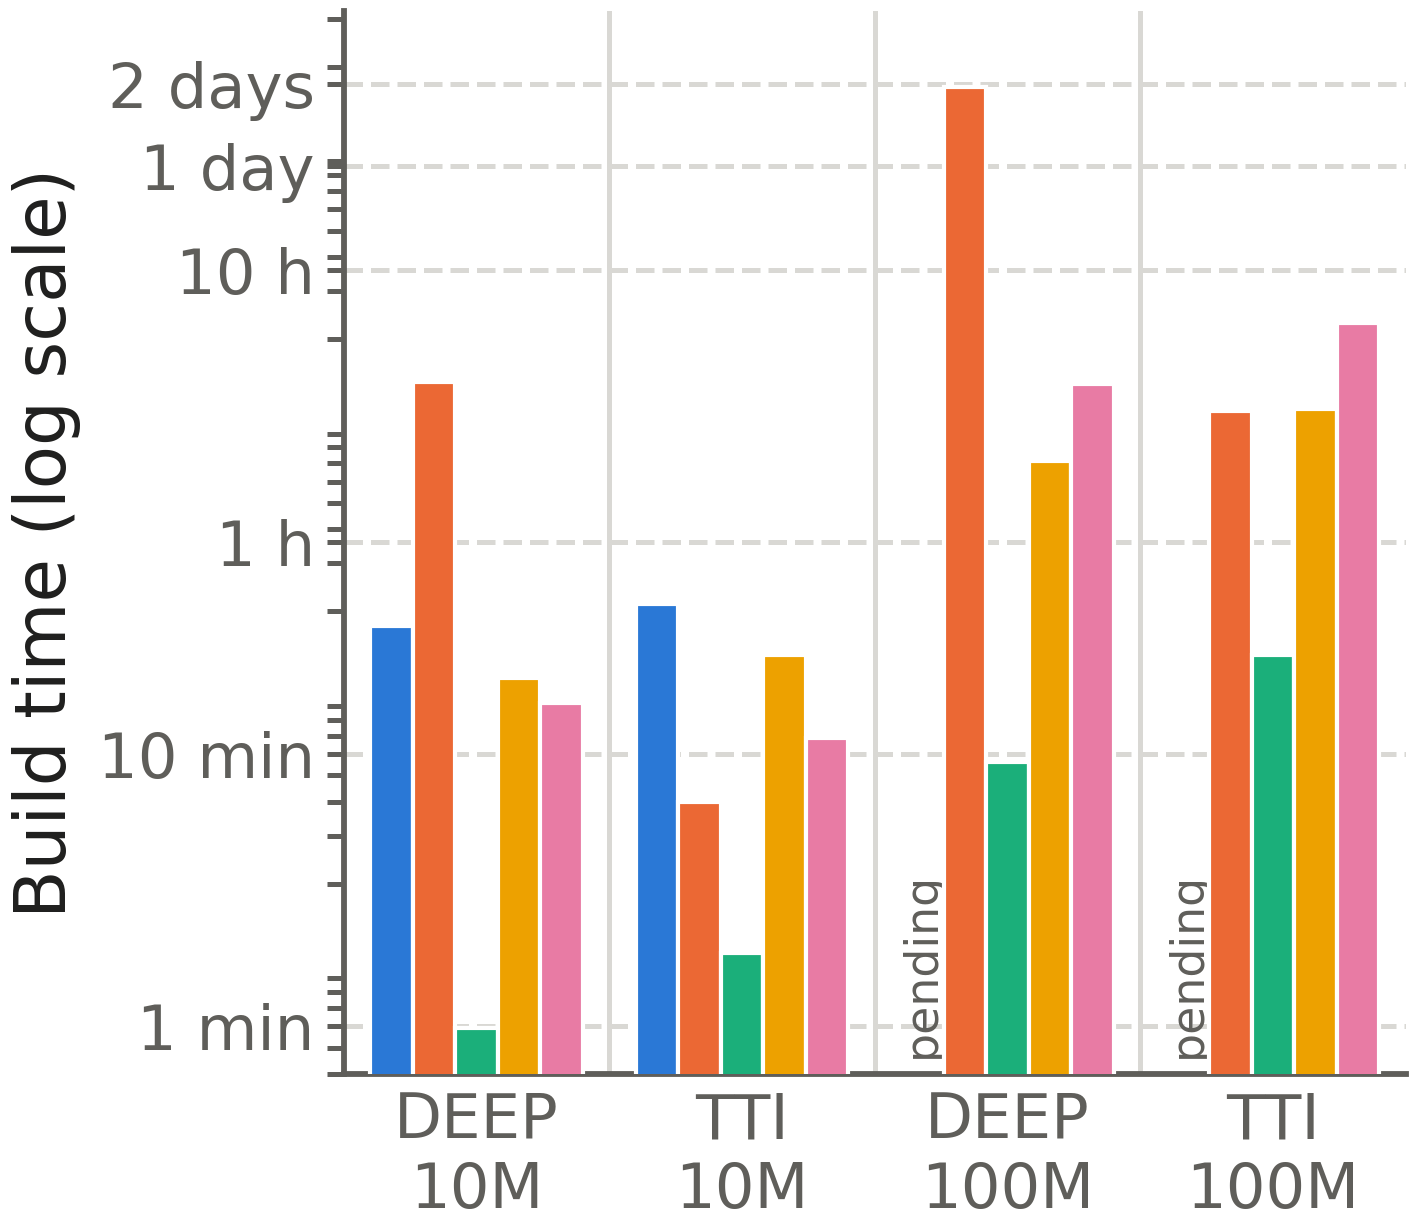 Build time (log scale)
2 days
1 day
10 h
1 h
10 min
1 min
pending
pending
DEEP
10M
TTI
10M
DEEP
100M
TTI
100M